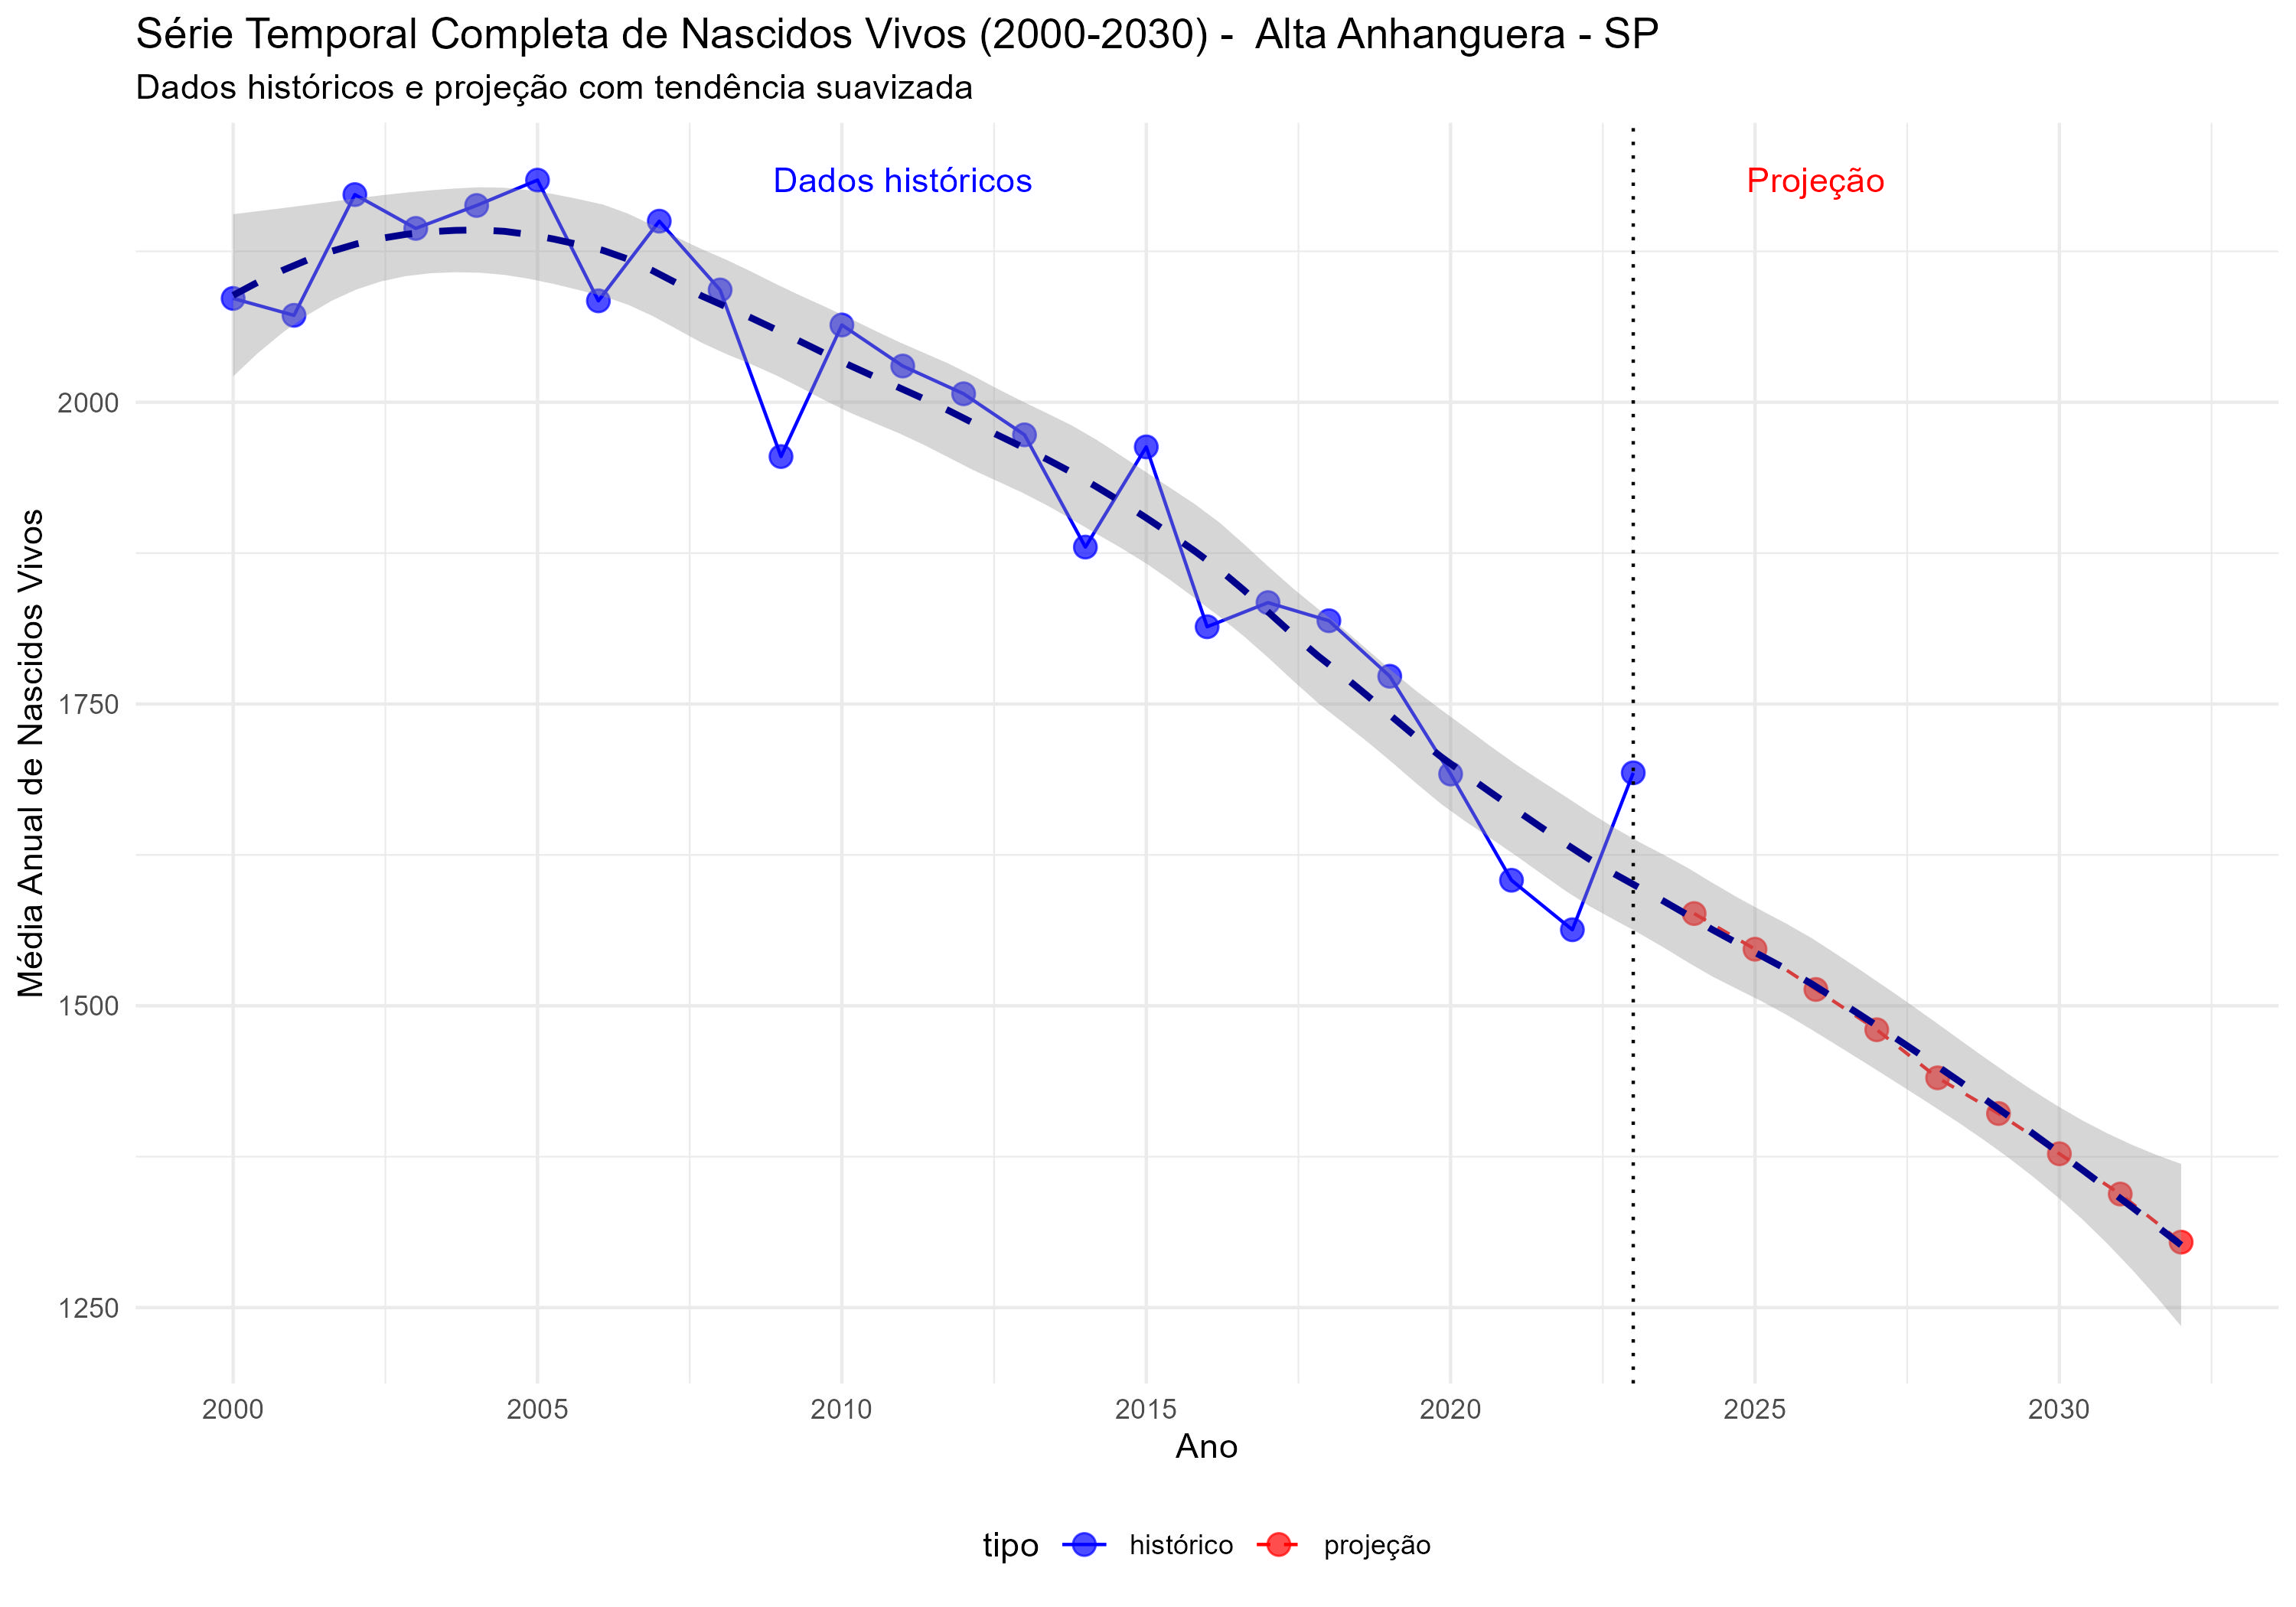 Série Temporal Completa de Nascidos Vivos (2000-2030) -  Alta Anhanguera - SP
Dados históricos e projeção com tendência suavizada
Dados históricos
Projeção
Média Anual de Nascidos Vivos
2000
1750
1500
1250
2000
2005
2010
2015
2020
2025
2030
Ano
tipo
histórico
projeção